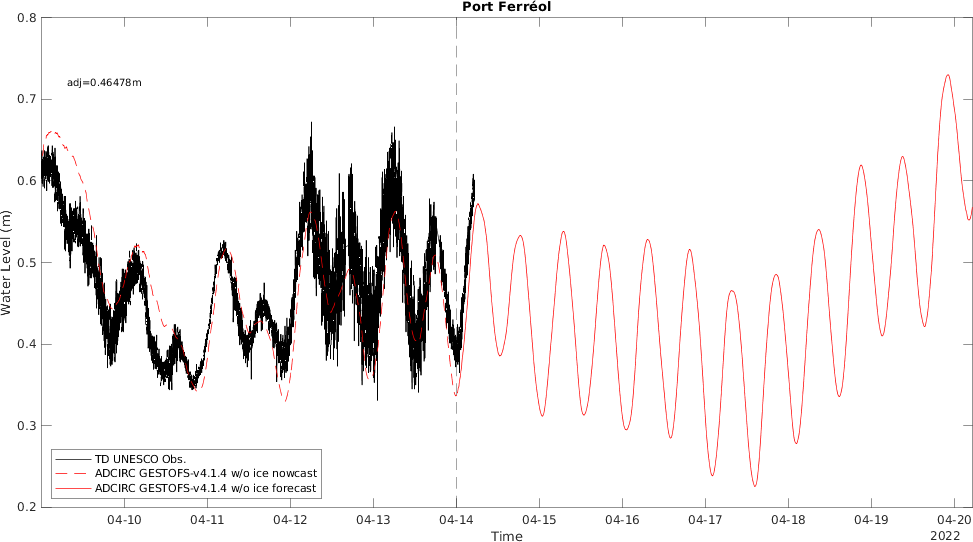 Port Ferréol
0.8
0.7
0.6
0.5
0.4
0.3
0.2
Water Level (m)
adj=0.46478m
TD UNESCO Obs.
ADCIRC GESTOFS-v4.1.4 w/o ice nowcast
ADCIRC GESTOFS-v4.1.4 w/o ice forecast
04-10 04-11 04-12 04-13 04-14 04-15 04-16 04-17 04-18 04-19 04-20
Time
2022